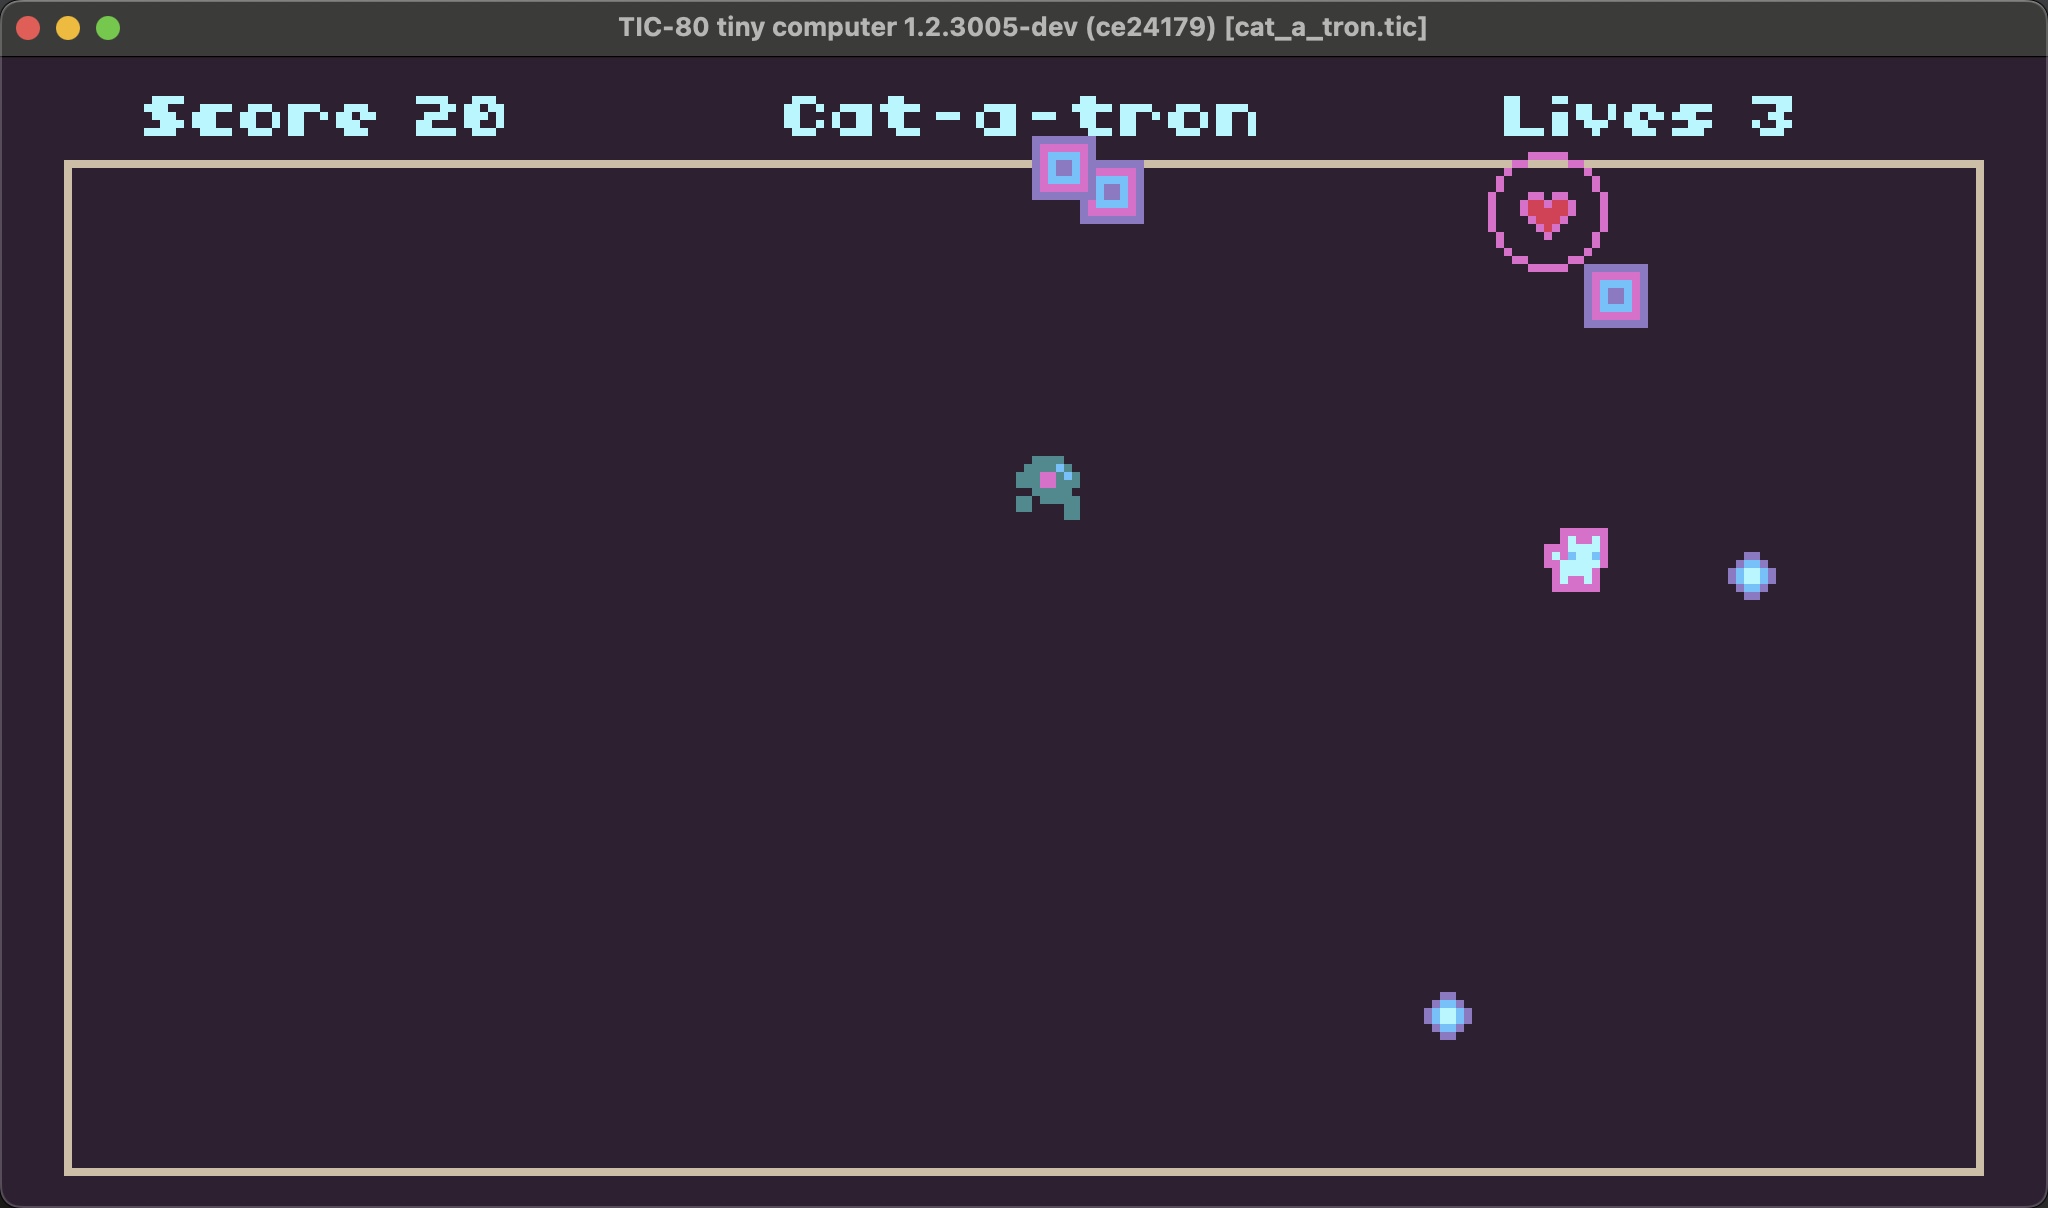 TIC-80 tiny computer 1.2.3005-dev (ce24179) [cat_a_tron.tic]
Score 20 Cat-a-tron Lives 3